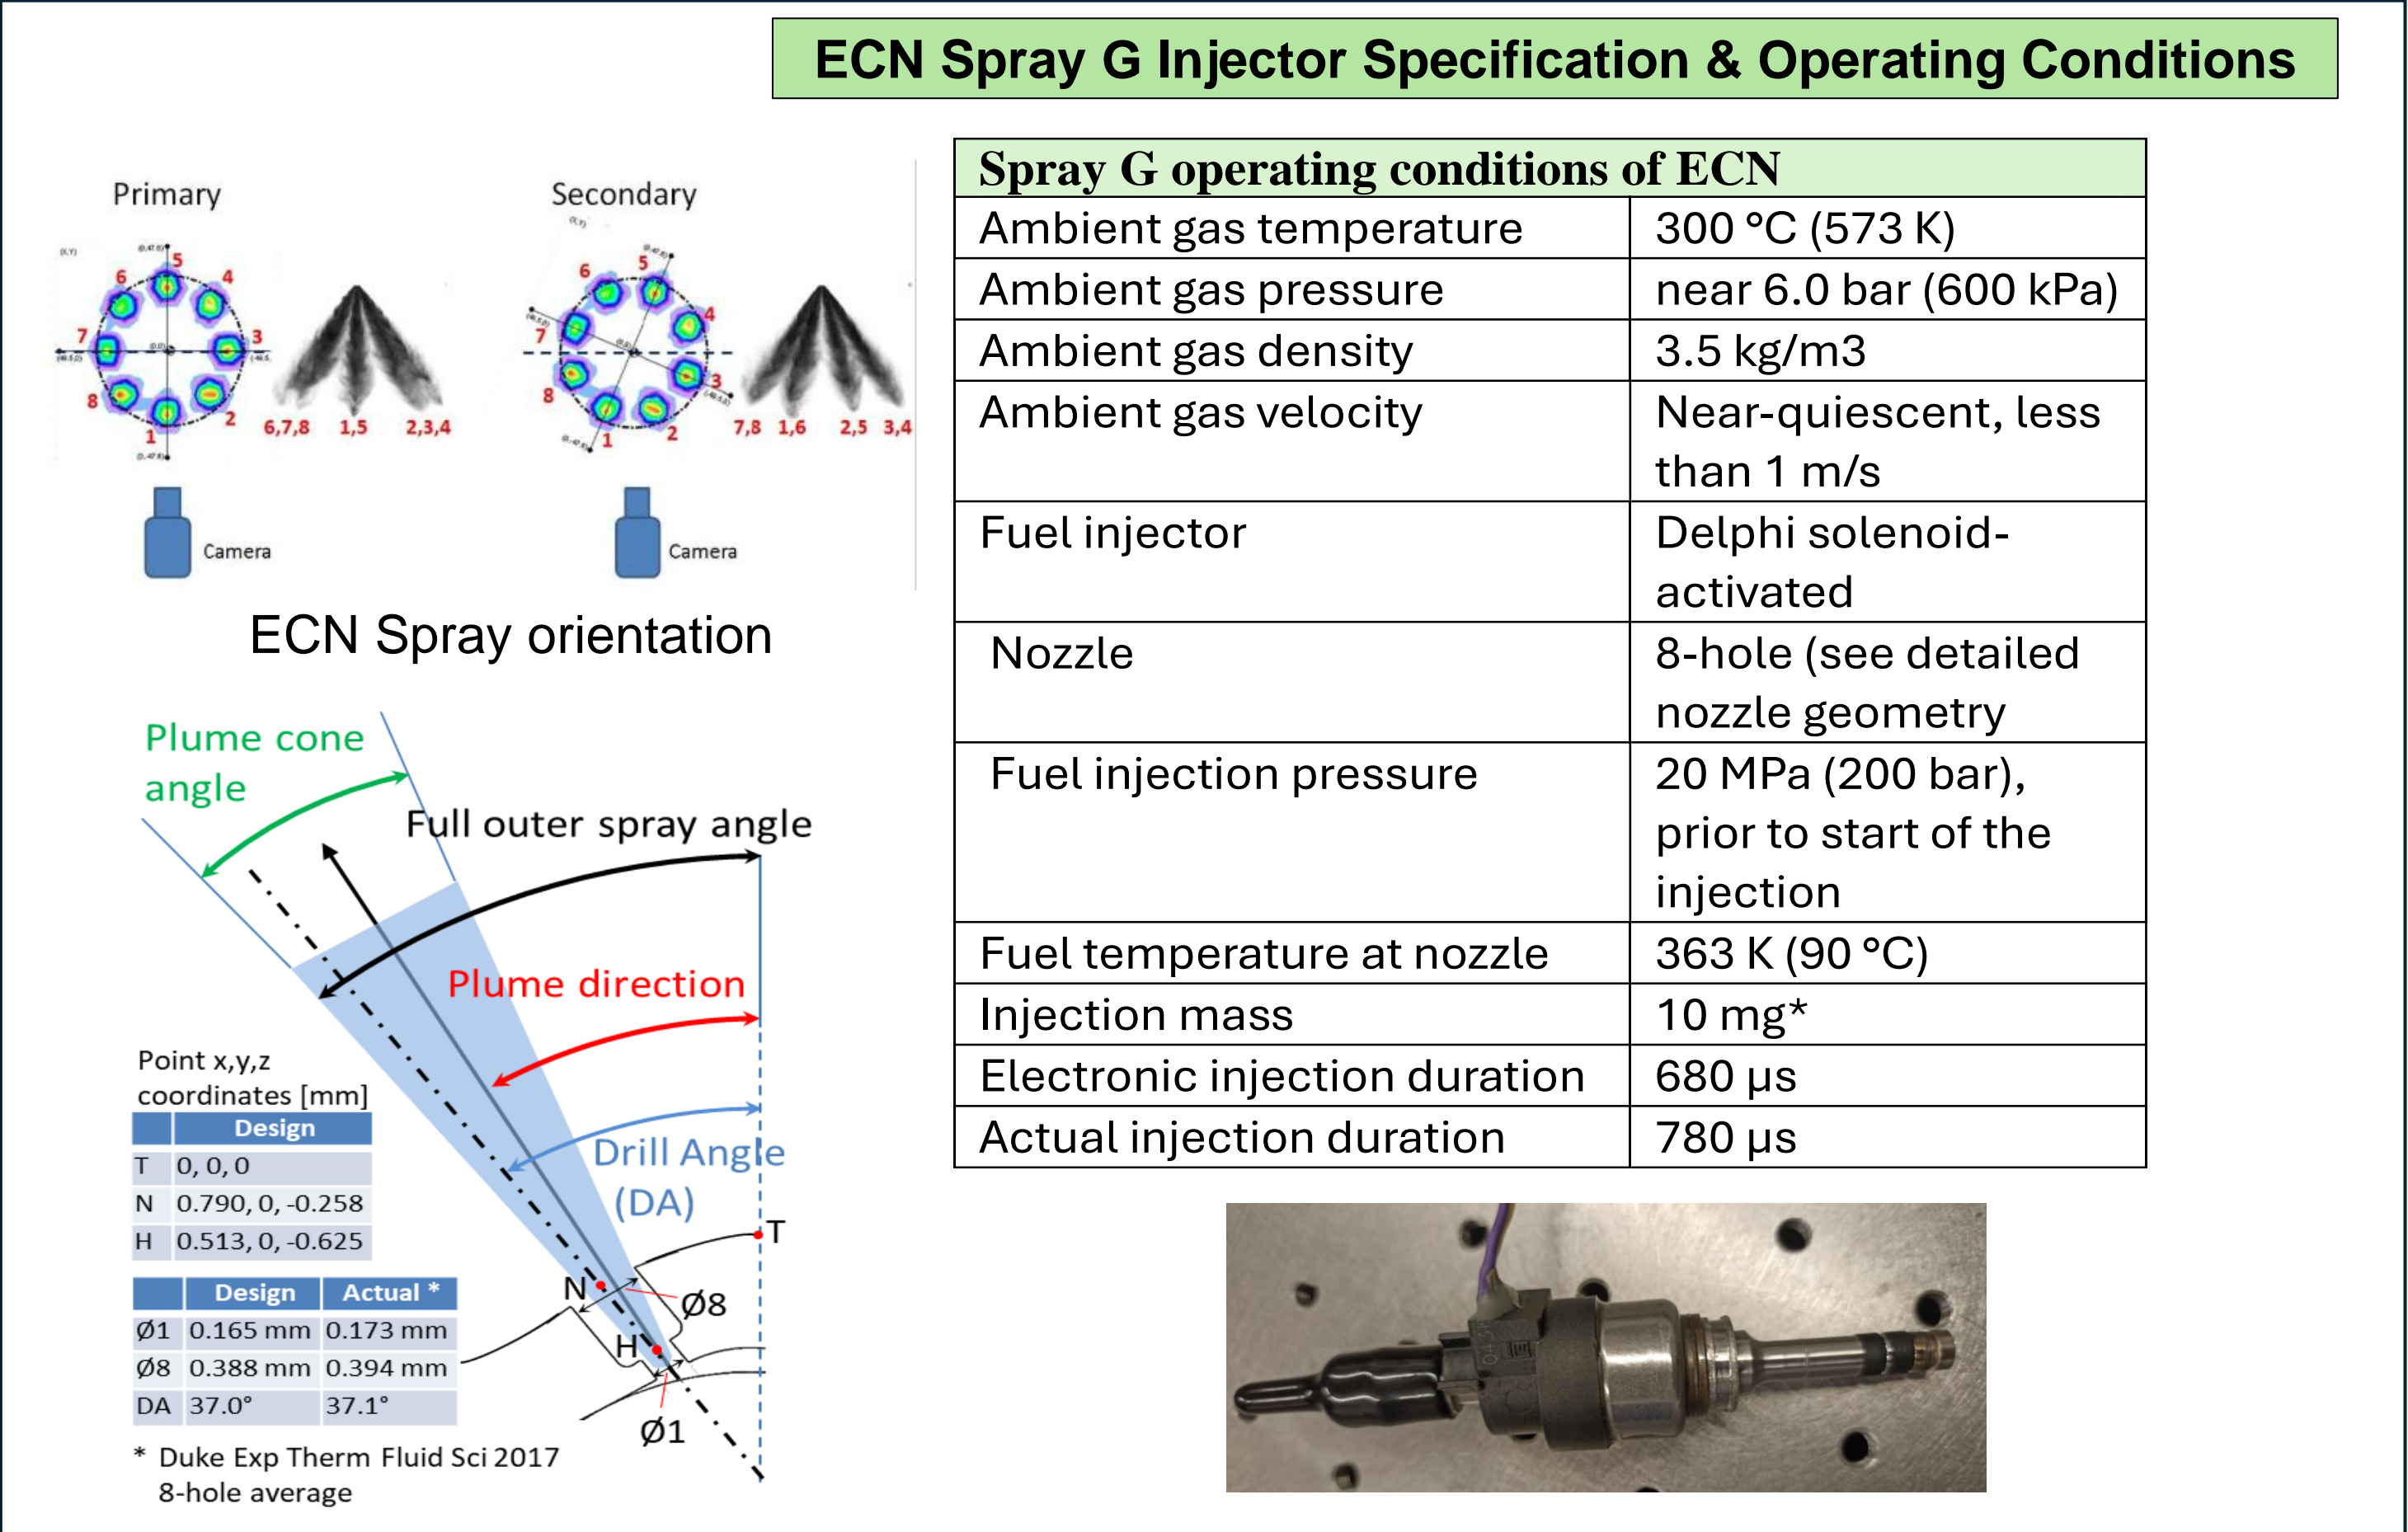 ECN Spray G Injector Specification & Operating Conditions
Primary
5
6
4
7
3
8
2
1
6,7,8 1,5 2,3,4
Camera
Secondary
5
6
4
7
3
8
2
1
7,8 1,6 2,5 3,4
Camera
ECN Spray orientation
Plume cone
angle
Full outer spray angle
Plume direction
Drill Angle
(DA)
T
N
Ø8
H
Ø1
Point x,y,z
coordinates [mm]
Design
T 0, 0, 0
N 0.790, 0, -0.258
H 0.513, 0, -0.625
Design Actual *
Ø1 0.165 mm 0.173 mm
Ø8 0.388 mm 0.394 mm
DA 37.0° 37.1°
* Duke Exp Therm Fluid Sci 2017
8-hole average
Spray G operating conditions of ECN
Ambient gas temperature 300 °C (573 K)
Ambient gas pressure near 6.0 bar (600 kPa)
Ambient gas density 3.5 kg/m3
Ambient gas velocity Near-quiescent, less
than 1 m/s
Fuel injector Delphi solenoid-
activated
Nozzle 8-hole (see detailed
nozzle geometry
Fuel injection pressure 20 MPa (200 bar),
prior to start of the
injection
Fuel temperature at nozzle 363 K (90 °C)
Injection mass 10 mg*
Electronic injection duration 680 µs
Actual injection duration 780 µs